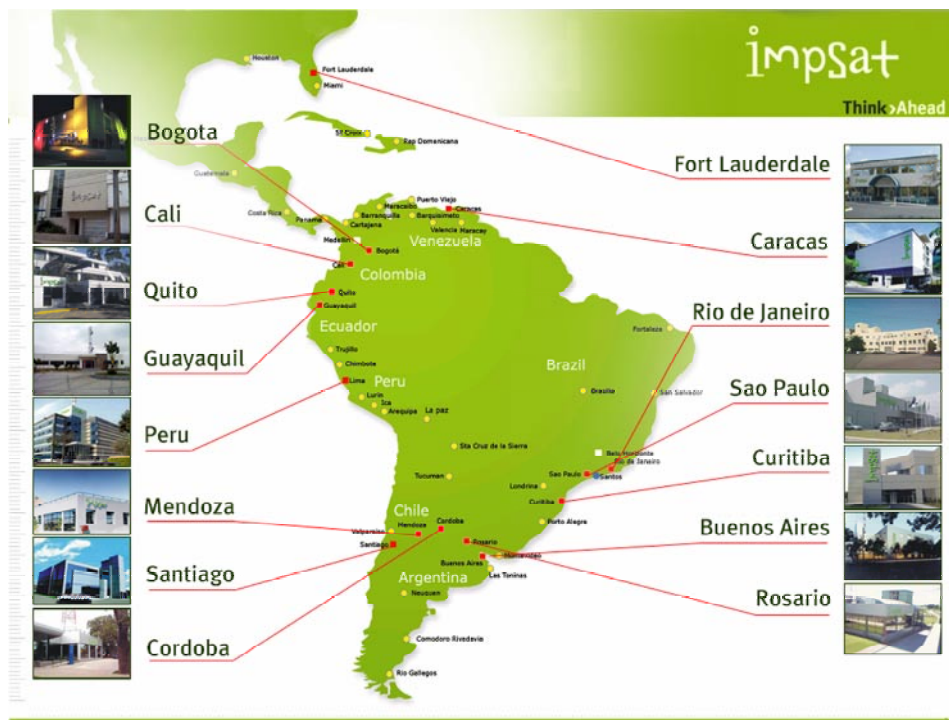 impsat
Think>Ahead
Houston
Fort Lauderdale
Miami
Bogota
St Croix
Rep Domenicana
Fort Lauderdale
Guatemala
Cali
Costa Rica
Panama
Puerto Viejo
Maracaibo
Caracas
Barranquilla
Barquisimeto
Cartajena
Valencia
Maracay
Medellin
Venezuela
Bogotá
Caracas
Cali
Colombia
Quito
Quito
Guayaquil
Rio de Janeiro
Ecuador
Fortaleza
Guayaquil
Trujillo
Chimbote
Brazil
Lima
Peru
Sao Paulo
Lurin
Ica
Arequipa
La paz
Brasilia
San Salvador
Peru
Sta Cruz de la Sierra
Belo Horizonte
Rio de Janeiro
Curitiba
Tucuman
Sao Paulo
Santos
Londrina
Curitiba
Mendoza
Chile
Cordoba
Porto Alegre
Valparaiso
Mendoza
Buenos Aires
Santiago
Rosario
Montevideo
Buenos Aires
Las Toninas
Santiago
Argentina
Neuquen
Rosario
Cordoba
Comodoro Rivadavia
Rio Gallegos